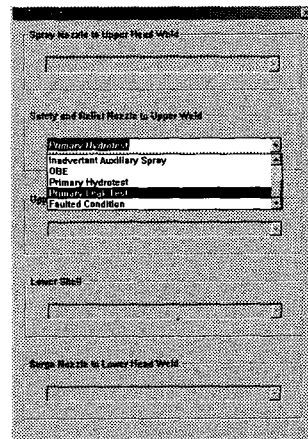 Spray Nozzle to Upper Head Weld
Safety and Relief Nozzle to Upper Weld
Primary Hydrotest
Inadvertant Auxiliary Spray
OBE
Primary Hydrotest
Primary Leak Test
Faulted Condition
Upp
Lower Shell
Surge Nozzle to Lower Head Weld